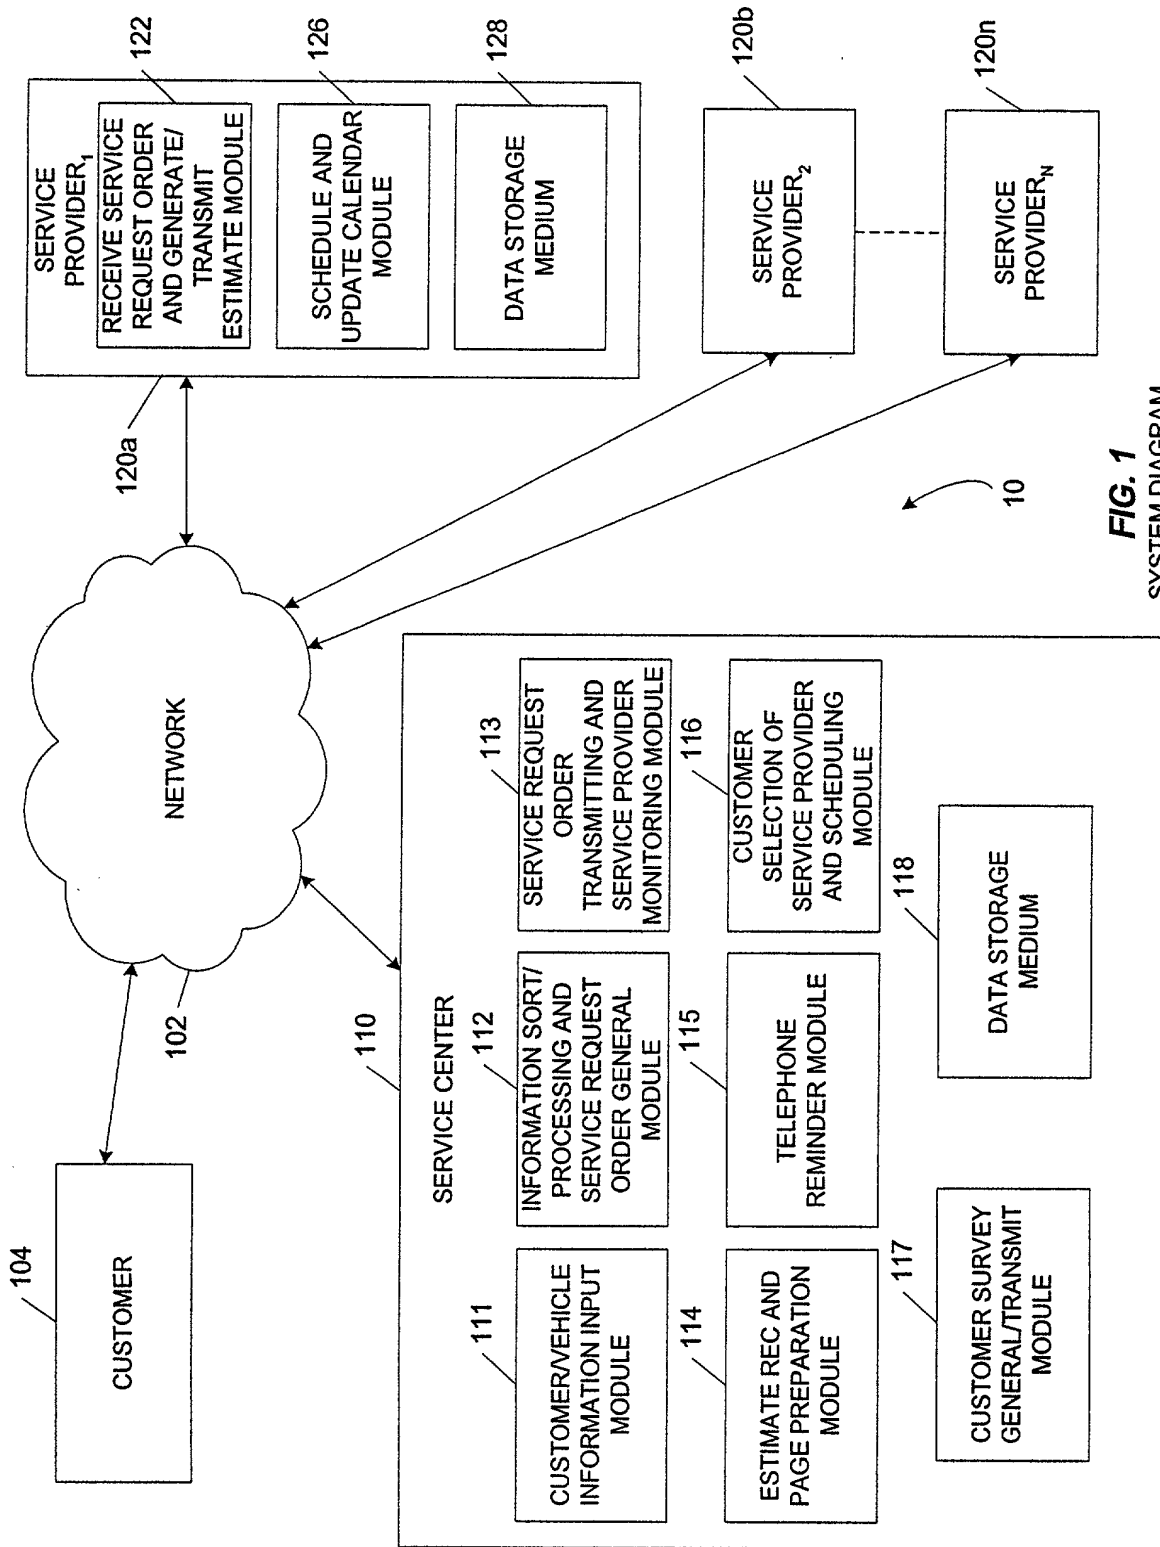 104
CUSTOMER
NETWORK
102
120a
SERVICE
PROVIDER1
122
RECEIVE SERVICE
REQUEST ORDER
AND GENERATE/
TRANSMIT
ESTIMATE MODULE
126
SCHEDULE AND
UPDATE CALENDAR
MODULE
128
DATA STORAGE
MEDIUM
120b
SERVICE
PROVIDER2
120n
SERVICE
PROVIDERN
110
SERVICE CENTER
111
CUSTOMER/VEHICLE
INFORMATION INPUT
MODULE
112
INFORMATION SORT/
PROCESSING AND
SERVICE REQUEST
ORDER GENERAL
MODULE
113
SERVICE REQUEST
ORDER
TRANSMITTING AND
SERVICE PROVIDER
MONITORING MODULE
114
ESTIMATE REC AND
PAGE PREPARATION
MODULE
115
TELEPHONE
REMINDER MODULE
116
CUSTOMER
SELECTION OF
SERVICE PROVIDER
AND SCHEDULING
MODULE
117
CUSTOMER SURVEY
GENERAL/TRANSMIT
MODULE
118
DATA STORAGE
MEDIUM
10
FIG. 1
SYSTEM DIAGRAM